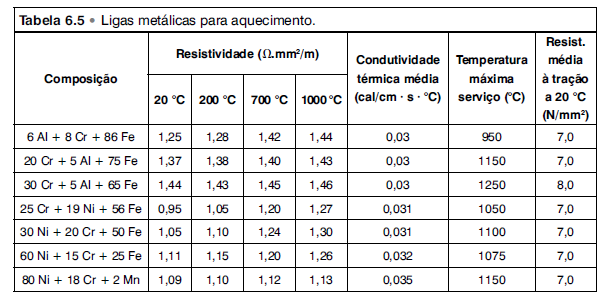 Tabela 6.5 • Ligas metálicas para aquecimento.
Composição Resistividade (Ω.mm²/m) Condutividade térmica média (cal/cm · s · °C) Temperatura máxima serviço (°C) Resist. média à tração a 20 °C (N/mm²)
20 °C 200 °C 700 °C 1000 °C
6 Al + 8 Cr + 86 Fe 1,25 1,28 1,42 1,44 0,03 950 7,0
20 Cr + 5 Al + 75 Fe 1,37 1,38 1,40 1,43 0,03 1150 7,0
30 Cr + 5 Al + 65 Fe 1,44 1,43 1,45 1,46 0,03 1250 8,0
25 Cr + 19 Ni + 56 Fe 0,95 1,05 1,20 1,27 0,031 1050 7,0
30 Ni + 20 Cr + 50 Fe 1,05 1,10 1,24 1,30 0,031 1100 7,0
60 Ni + 15 Cr + 25 Fe 1,11 1,15 1,20 1,26 0,032 1075 7,0
80 Ni + 18 Cr + 2 Mn 1,09 1,10 1,12 1,13 0,035 1150 7,0